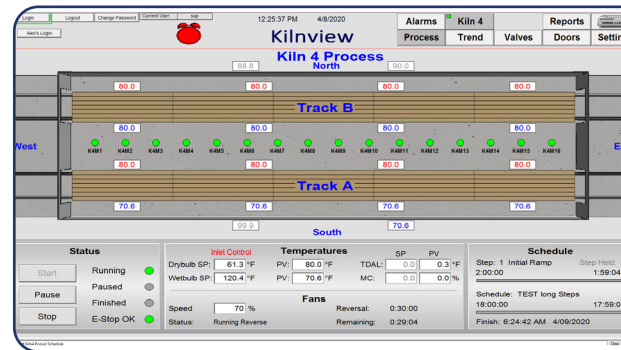 Login Logout Change Password Current User: sup 12:25:37 PM 4/8/2020 Alarms Kiln 4 Reports
Alen's Login Kilnview Process Trend Valves Doors Settin
Kiln 4 Process
88.8 North 90.0
80.0 80.0 80.0 80.0
Track B
80.0 80.0 80.0 80.0
West E
K4M1 K4M2 K4M3 K4M4 K4M5 K4M6 K4M7 K4M8 K4M9 K4M10 K4M11 K4M12 K4M13 K4M14 K4M15 K4M16
80.0 80.0 80.0 80.0
Track A
70.6 70.6 70.6 70.6
99.9 South 70.6
Status Inlet Control Temperatures SP PV Schedule
Start Running Drybulb SP: 61.3 °F PV: 80.0 °F TDAL: 0.0 0.3 °F Step: 1 Initial Ramp Step Held:
Wetbulb SP: 120.4 °F PV: 70.6 °F MC: 0.0 0.0 % 2:00:00 1:59:04
Pause Paused
Finished Fans Schedule: TEST long Steps
Stop E-Stop OK Speed 70 % Reversal: 0:30:00 18:00:00 17:59:0
Status: Running Reverse Remaining: 0:29:04 Finish: 6:24:42 AM 4/09/2020